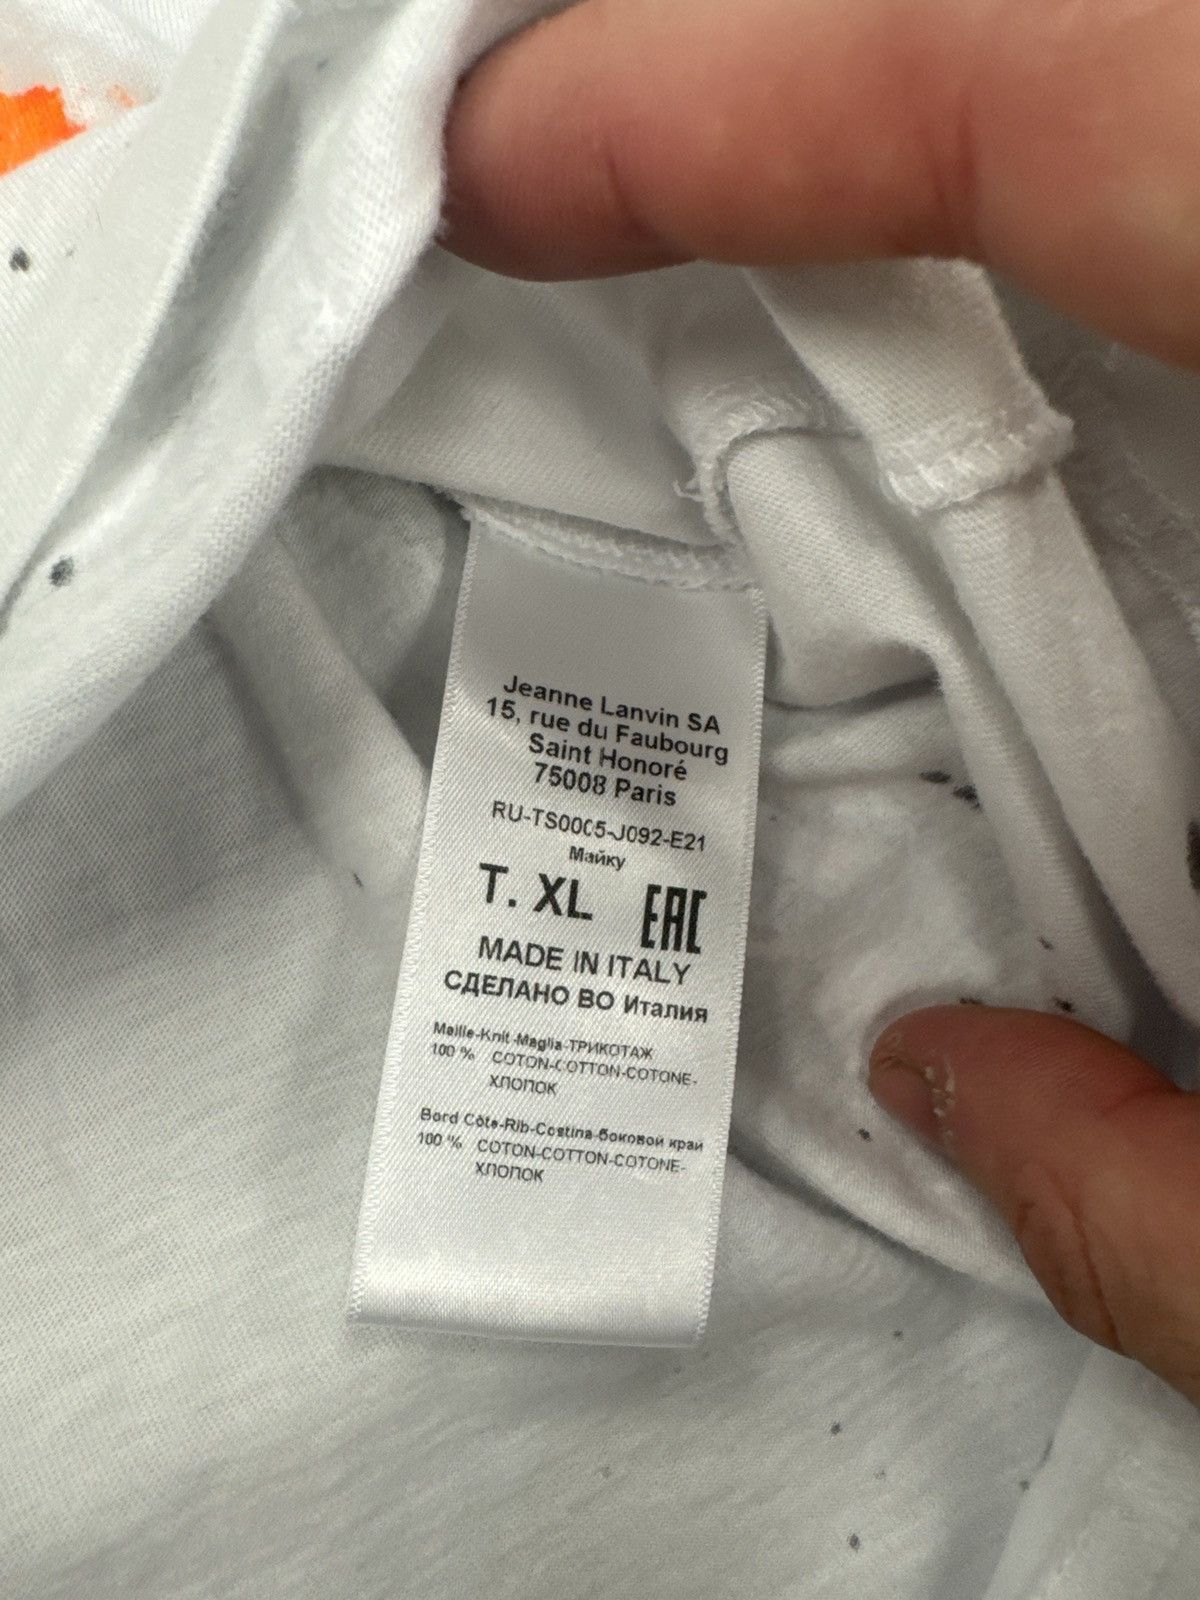 Jeanne Lanvin SA
15, rue du Faubourg
Saint Honoré
75008 Paris
RU-TS0005-J092-E21
Майку
T. XL EAC
MADE IN ITALY
СДЕЛАНО ВО Италия
Maille-Knit-Maglia-ТРИКОТАЖ
100 % COTON-COTTON-COTONE-
ХЛОПОК
Bord Côte-Rib-Costina-боковой край
100 % COTON-COTTON-COTONE-
ХЛОПОК